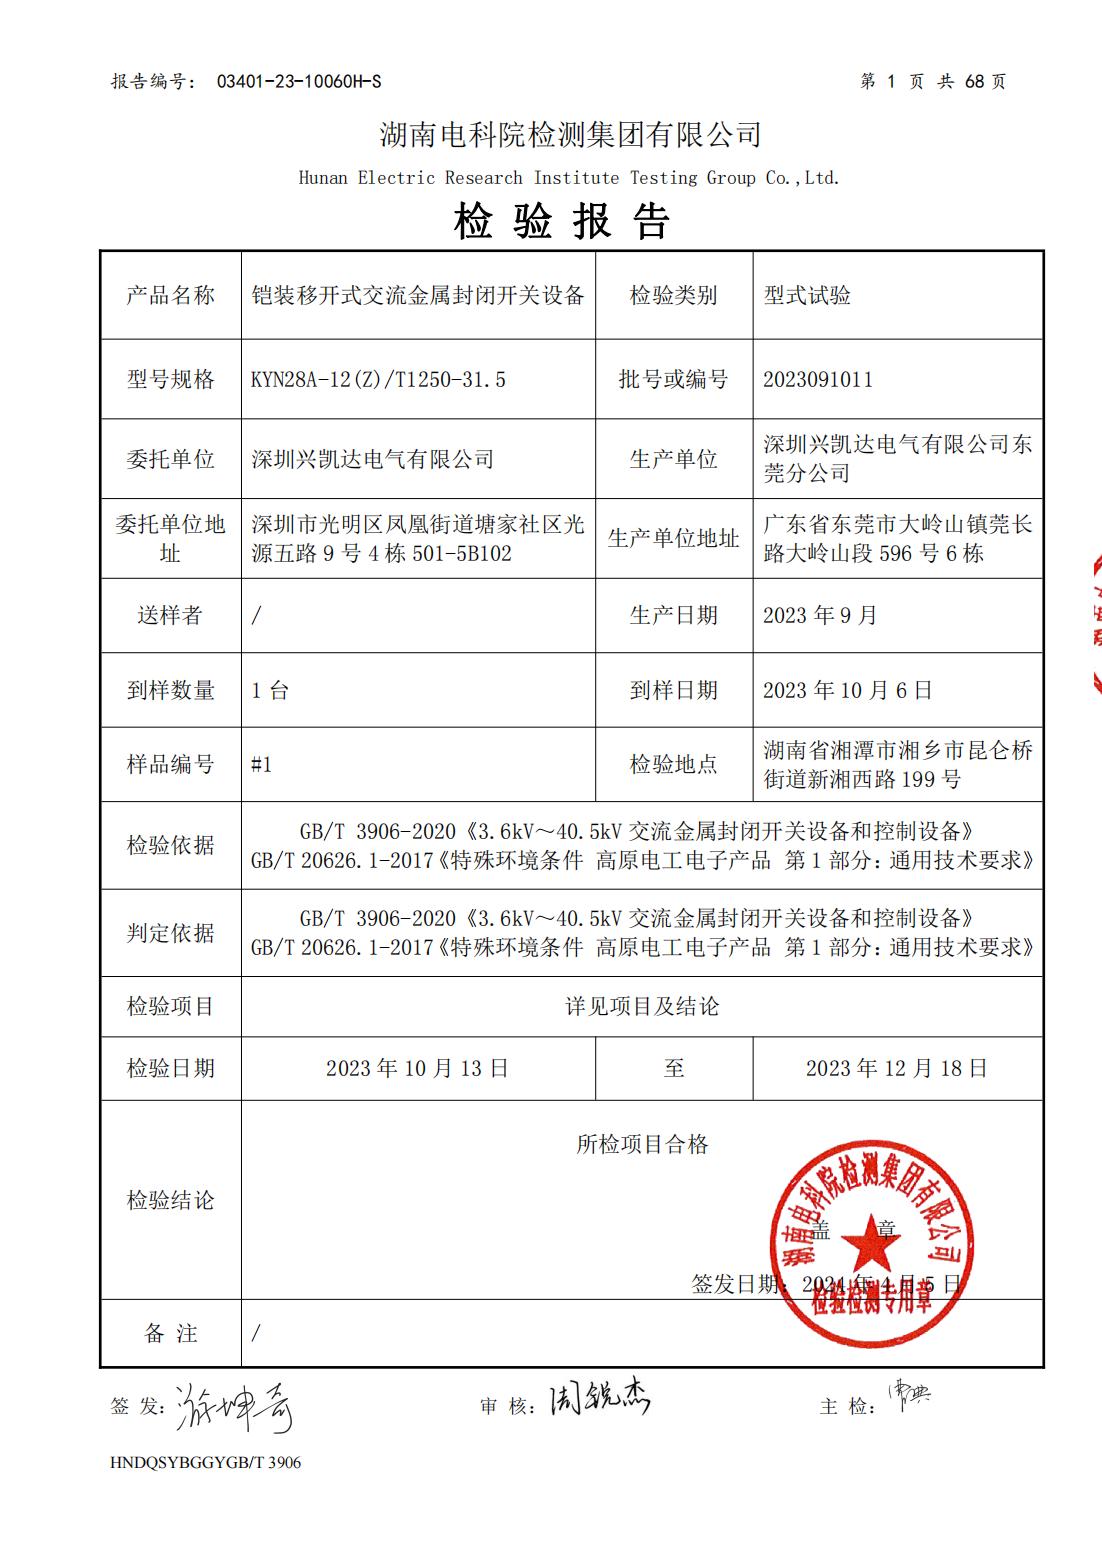 报告编号： 03401-23-10060H-S 第 1 页 共 68 页
湖南电科院检测集团有限公司
Hunan Electric Research Institute Testing Group Co.,Ltd.
检 验 报 告
产品名称 铠装移开式交流金属封闭开关设备 检验类别 型式试验
型号规格 KYN28A-12(Z)/T1250-31.5 批号或编号 2023091011
委托单位 深圳兴凯达电气有限公司 生产单位 深圳兴凯达电气有限公司东
莞分公司
委托单位地 深圳市光明区凤凰街道塘家社区光 生产单位地址 广东省东莞市大岭山镇莞长
址 源五路 9 号 4 栋 501-5B102 路大岭山段 596 号 6 栋
送样者 / 生产日期 2023 年 9 月
到样数量 1 台 到样日期 2023 年 10 月 6 日
样品编号 #1 检验地点 湖南省湘潭市湘乡市昆仑桥
街道新湘西路 199 号
检验依据 GB/T 3906-2020《3.6kV～40.5kV 交流金属封闭开关设备和控制设备》
GB/T 20626.1-2017《特殊环境条件 高原电工电子产品 第 1 部分：通用技术要求》
判定依据 GB/T 3906-2020《3.6kV～40.5kV 交流金属封闭开关设备和控制设备》
GB/T 20626.1-2017《特殊环境条件 高原电工电子产品 第 1 部分：通用技术要求》
检验项目 详见项目及结论
检验日期 2023 年 10 月 13 日 至 2023 年 12 月 18 日
检验结论 所检项目合格
湖南电科院检测集团有限公司
盖 章
签发日期：2024 年 4 月 5 日
检验检测专用章
备 注 /
签 发： 游坤奇 审 核： 周锐杰 主 检：
HNDQSYBGGYGB/T 3906